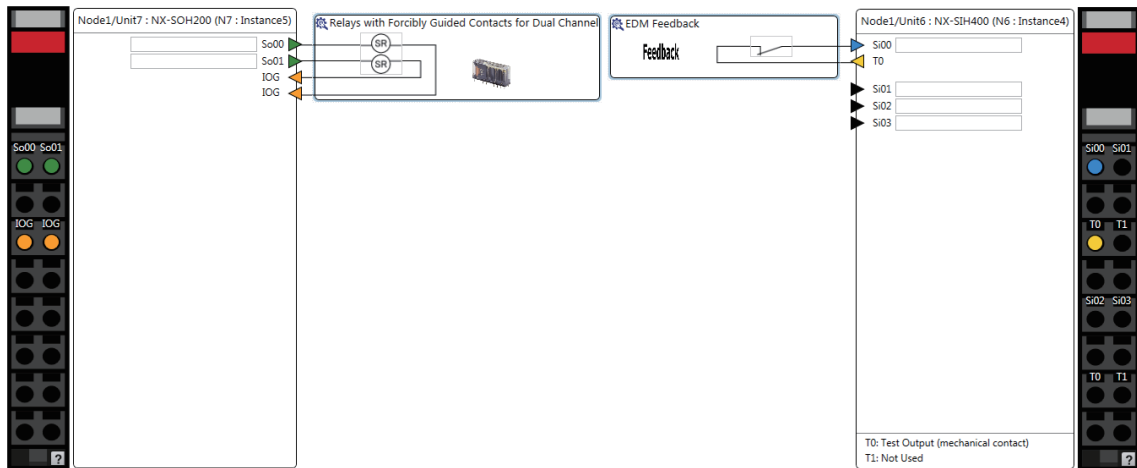 Node1/Unit7 : NX-SOH200 (N7 : Instance5)
So00
So01
IOG
IOG
Relays with Forcibly Guided Contacts for Dual Channel
SR
SR
EDM Feedback
Feedback
Node1/Unit6 : NX-SIH400 (N6 : Instance4)
Si00
T0
Si01
Si02
Si03
T0: Test Output (mechanical contact)
T1: Not Used
So00 So01
IOG IOG
?
Si00 Si01
T0 T1
Si02 Si03
T0 T1
?